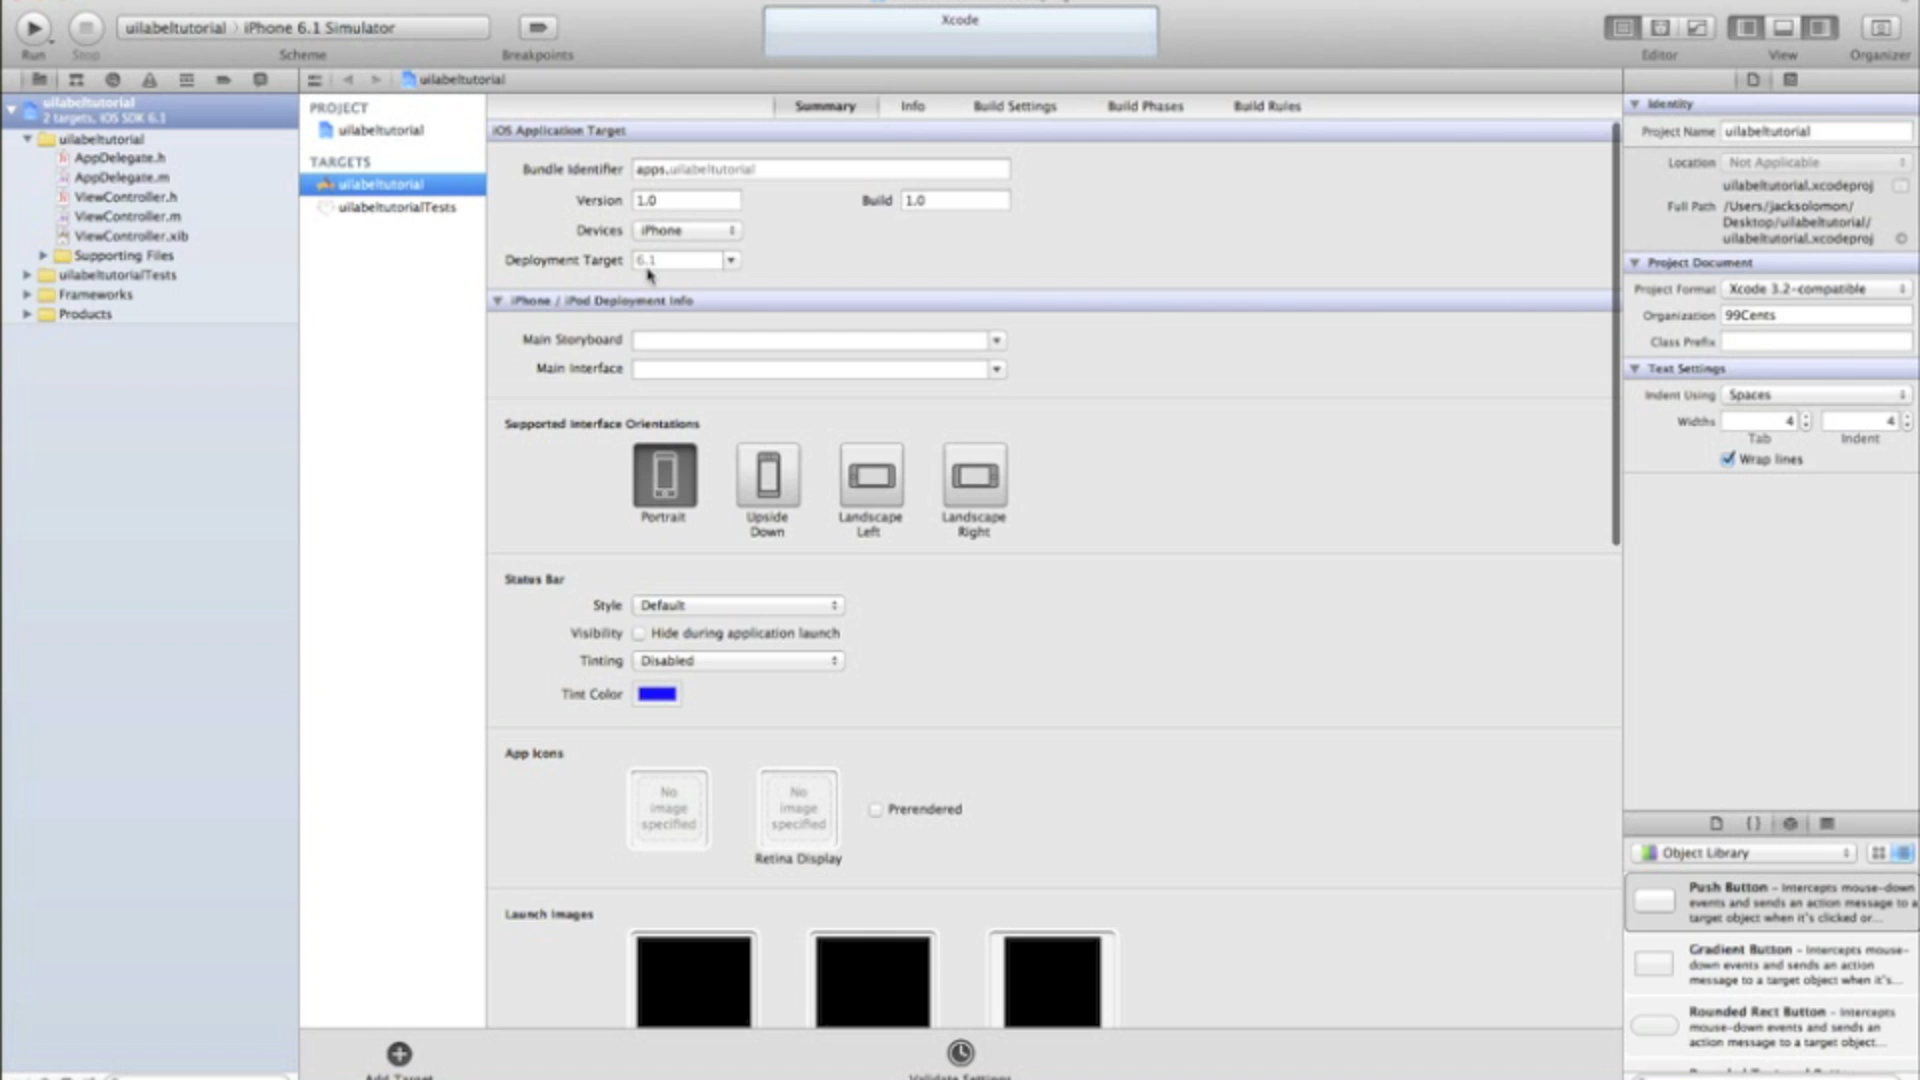 Xcode
uilabeltutorial › iPhone 6.1 Simulator
Run
Stop
Scheme
Breakpoints
Editor
View
Organizer
uilabeltutorial
uilabeltutorial
2 targets, iOS SDK 6.1
uilabeltutorial
AppDelegate.h
AppDelegate.m
ViewController.h
ViewController.m
ViewController.xib
Supporting Files
uilabeltutorialTests
Frameworks
Products
PROJECT
uilabeltutorial
TARGETS
uilabeltutorial
uilabeltutorialTests
Summary
Info
Build Settings
Build Phases
Build Rules
iOS Application Target
Bundle Identifier apps.uilabeltutorial
Version 1.0
Build 1.0
Devices iPhone
Deployment Target 6.1
iPhone / iPod Deployment Info
Main Storyboard
Main Interface
Supported Interface Orientations
Portrait
Upside
Down
Landscape
Left
Landscape
Right
Status Bar
Style Default
Visibility Hide during application launch
Tinting Disabled
Tint Color
App Icons
No
image
specified
No
image
specified
Prerendered
Retina Display
Launch Images
Add Target
Validate Settings
Identity
Project Name uilabeltutorial
Location Not Applicable
uilabeltutorial.xcodeproj
Full Path /Users/jacksolomon/
Desktop/uilabeltutorial/
uilabeltutorial.xcodeproj
Project Document
Project Format Xcode 3.2-compatible
Organization 99Cents
Class Prefix
Text Settings
Indent Using Spaces
Widths 4 4
Tab Indent
Wrap lines
{}
Object Library
Push Button - Intercepts mouse-down
events and sends an action message to a
target object when it's clicked or...
Gradient Button - Intercepts mouse-
down events and sends an action
message to a target object when it's...
Rounded Rect Button - Intercepts
mouse-down events and sends an
action message to a target object...